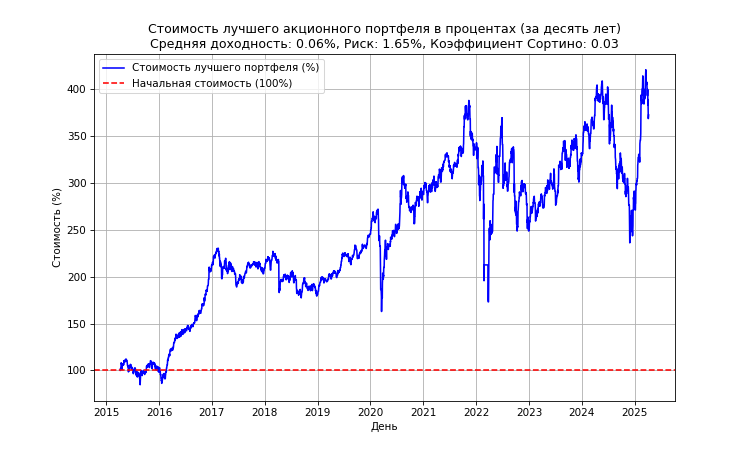 Стоимость лучшего акционного портфеля в процентах (за десять лет)
Средняя доходность: 0.06%, Риск: 1.65%, Коэффициент Сортино: 0.03
Стоимость лучшего портфеля (%)
Начальная стоимость (100%)
Стоимость (%)
400
350
300
250
200
150
100
2015 2016 2017 2018 2019 2020 2021 2022 2023 2024 2025
День